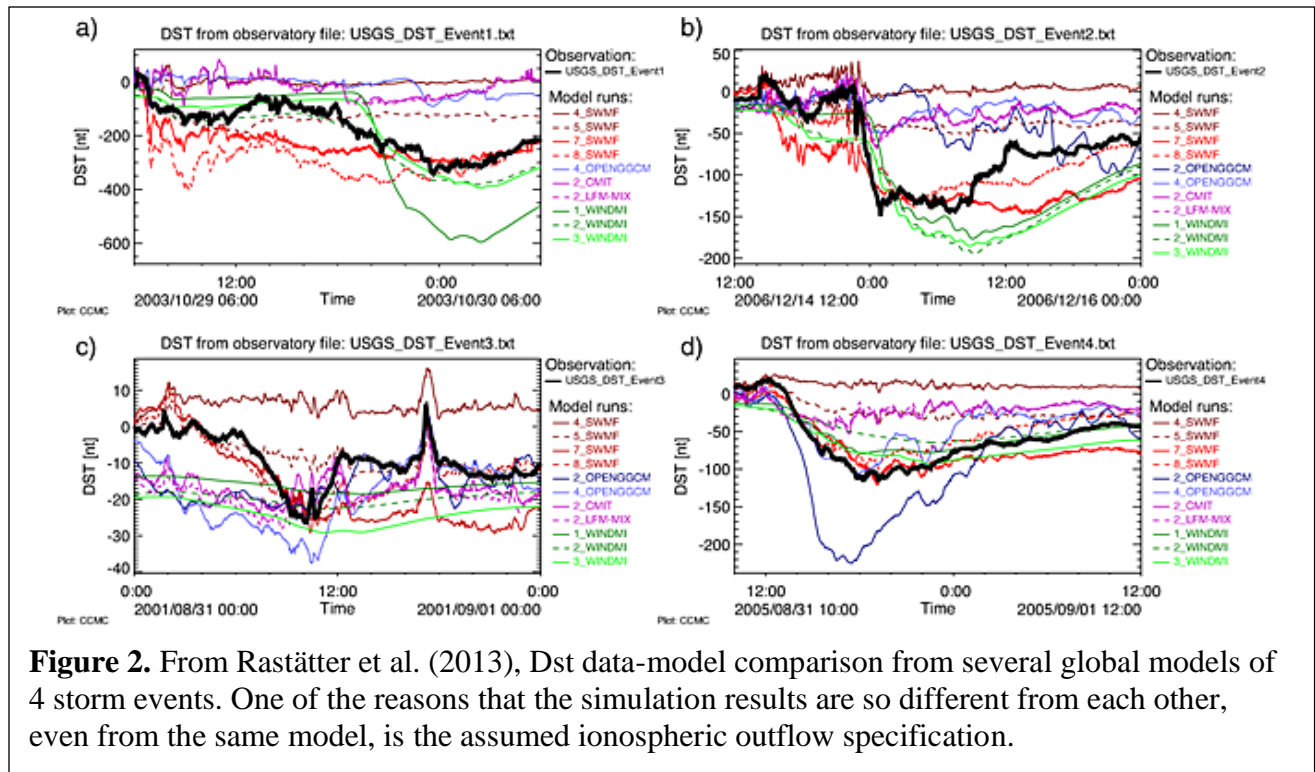 a)
DST from observatory file: USGS_DST_Event1.txt
Observation:
USGS_DST_Event1
Model runs:
4_SWMF
5_SWMF
7_SWMF
8_SWMF
4_OPENGGCM
2_CMIT
2_LFM-MIX
1_WINDMI
2_WINDMI
3_WINDMI
DST [nt]
0
-200
-400
-600
12:00
0:00
2003/10/29 06:00
Time
2003/10/30 06:00
Plot: CCMC
b)
DST from observatory file: USGS_DST_Event2.txt
Observation:
USGS_DST_Event2
Model runs:
4_SWMF
5_SWMF
7_SWMF
8_SWMF
2_OPENGGCM
4_OPENGGCM
2_CMIT
2_LFM-MIX
1_WINDMI
2_WINDMI
3_WINDMI
DST [nt]
50
0
-50
-100
-150
-200
12:00
0:00
12:00
0:00
2006/12/14 12:00
Time
2006/12/16 00:00
Plot: CCMC
c)
DST from observatory file: USGS_DST_Event3.txt
Observation:
USGS_DST_Event3
Model runs:
4_SWMF
5_SWMF
7_SWMF
8_SWMF
2_OPENGGCM
4_OPENGGCM
2_CMIT
2_LFM-MIX
1_WINDMI
2_WINDMI
3_WINDMI
DST [nt]
10
0
-10
-20
-30
-40
0:00
12:00
0:00
2001/08/31 00:00
Time
2001/09/01 00:00
Plot: CCMC
d)
DST from observatory file: USGS_DST_Event4.txt
Observation:
USGS_DST_Event4
Model runs:
4_SWMF
5_SWMF
7_SWMF
8_SWMF
2_OPENGGCM
4_OPENGGCM
2_CMIT
2_LFM-MIX
1_WINDMI
2_WINDMI
3_WINDMI
DST [nt]
0
-50
-100
-150
-200
12:00
0:00
12:00
2005/08/31 10:00
Time
2005/09/01 12:00
Plot: CCMC
Figure 2. From Rastätter et al. (2013), Dst data-model comparison from several global models of
4 storm events. One of the reasons that the simulation results are so different from each other,
even from the same model, is the assumed ionospheric outflow specification.